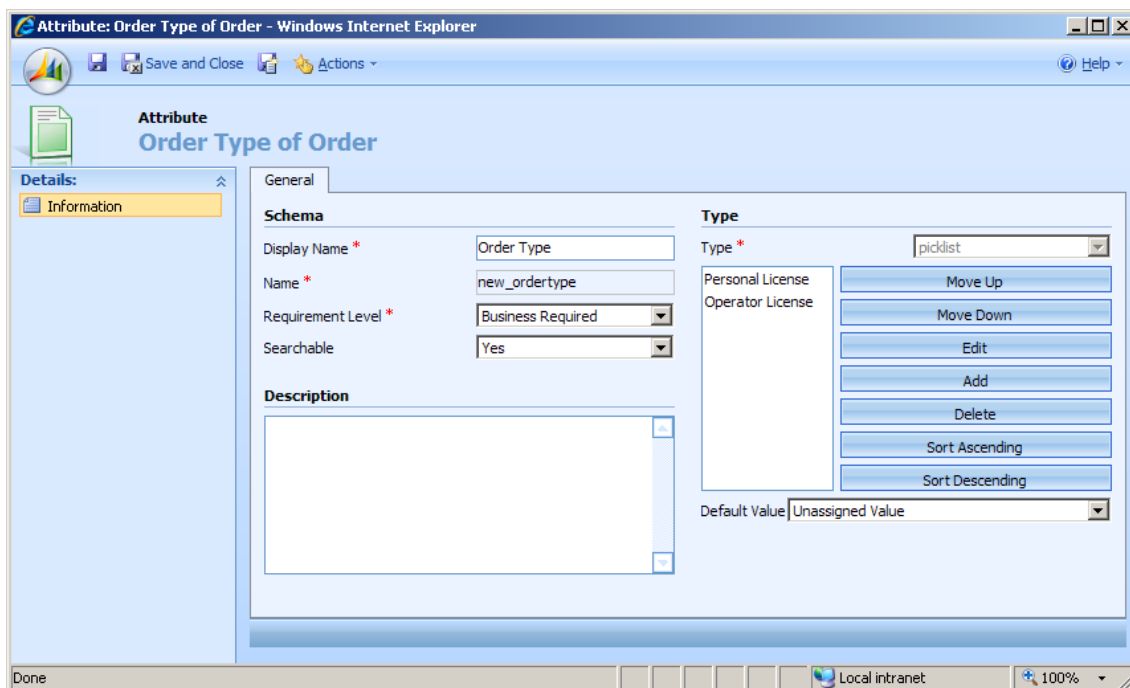 Attribute: Order Type of Order - Windows Internet Explorer
Save and Close Actions Help
Attribute
Order Type of Order
Details:
Information
General
Schema
Display Name * Order Type
Name * new_ordertype
Requirement Level * Business Required
Searchable Yes
Description
Type
Type * picklist
Personal License
Operator License
Move Up
Move Down
Edit
Add
Delete
Sort Ascending
Sort Descending
Default Value Unassigned Value
Done Local intranet 100%